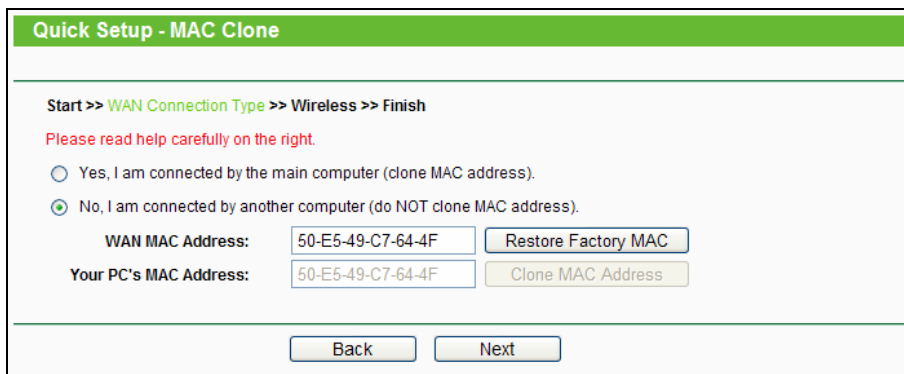 Quick Setup - MAC Clone
Start >> WAN Connection Type >> Wireless >> Finish
Please read help carefully on the right.
Yes, I am connected by the main computer (clone MAC address).
No, I am connected by another computer (do NOT clone MAC address).
WAN MAC Address: 50-E5-49-C7-64-4F Restore Factory MAC
Your PC's MAC Address: 50-E5-49-C7-64-4F Clone MAC Address
Back Next